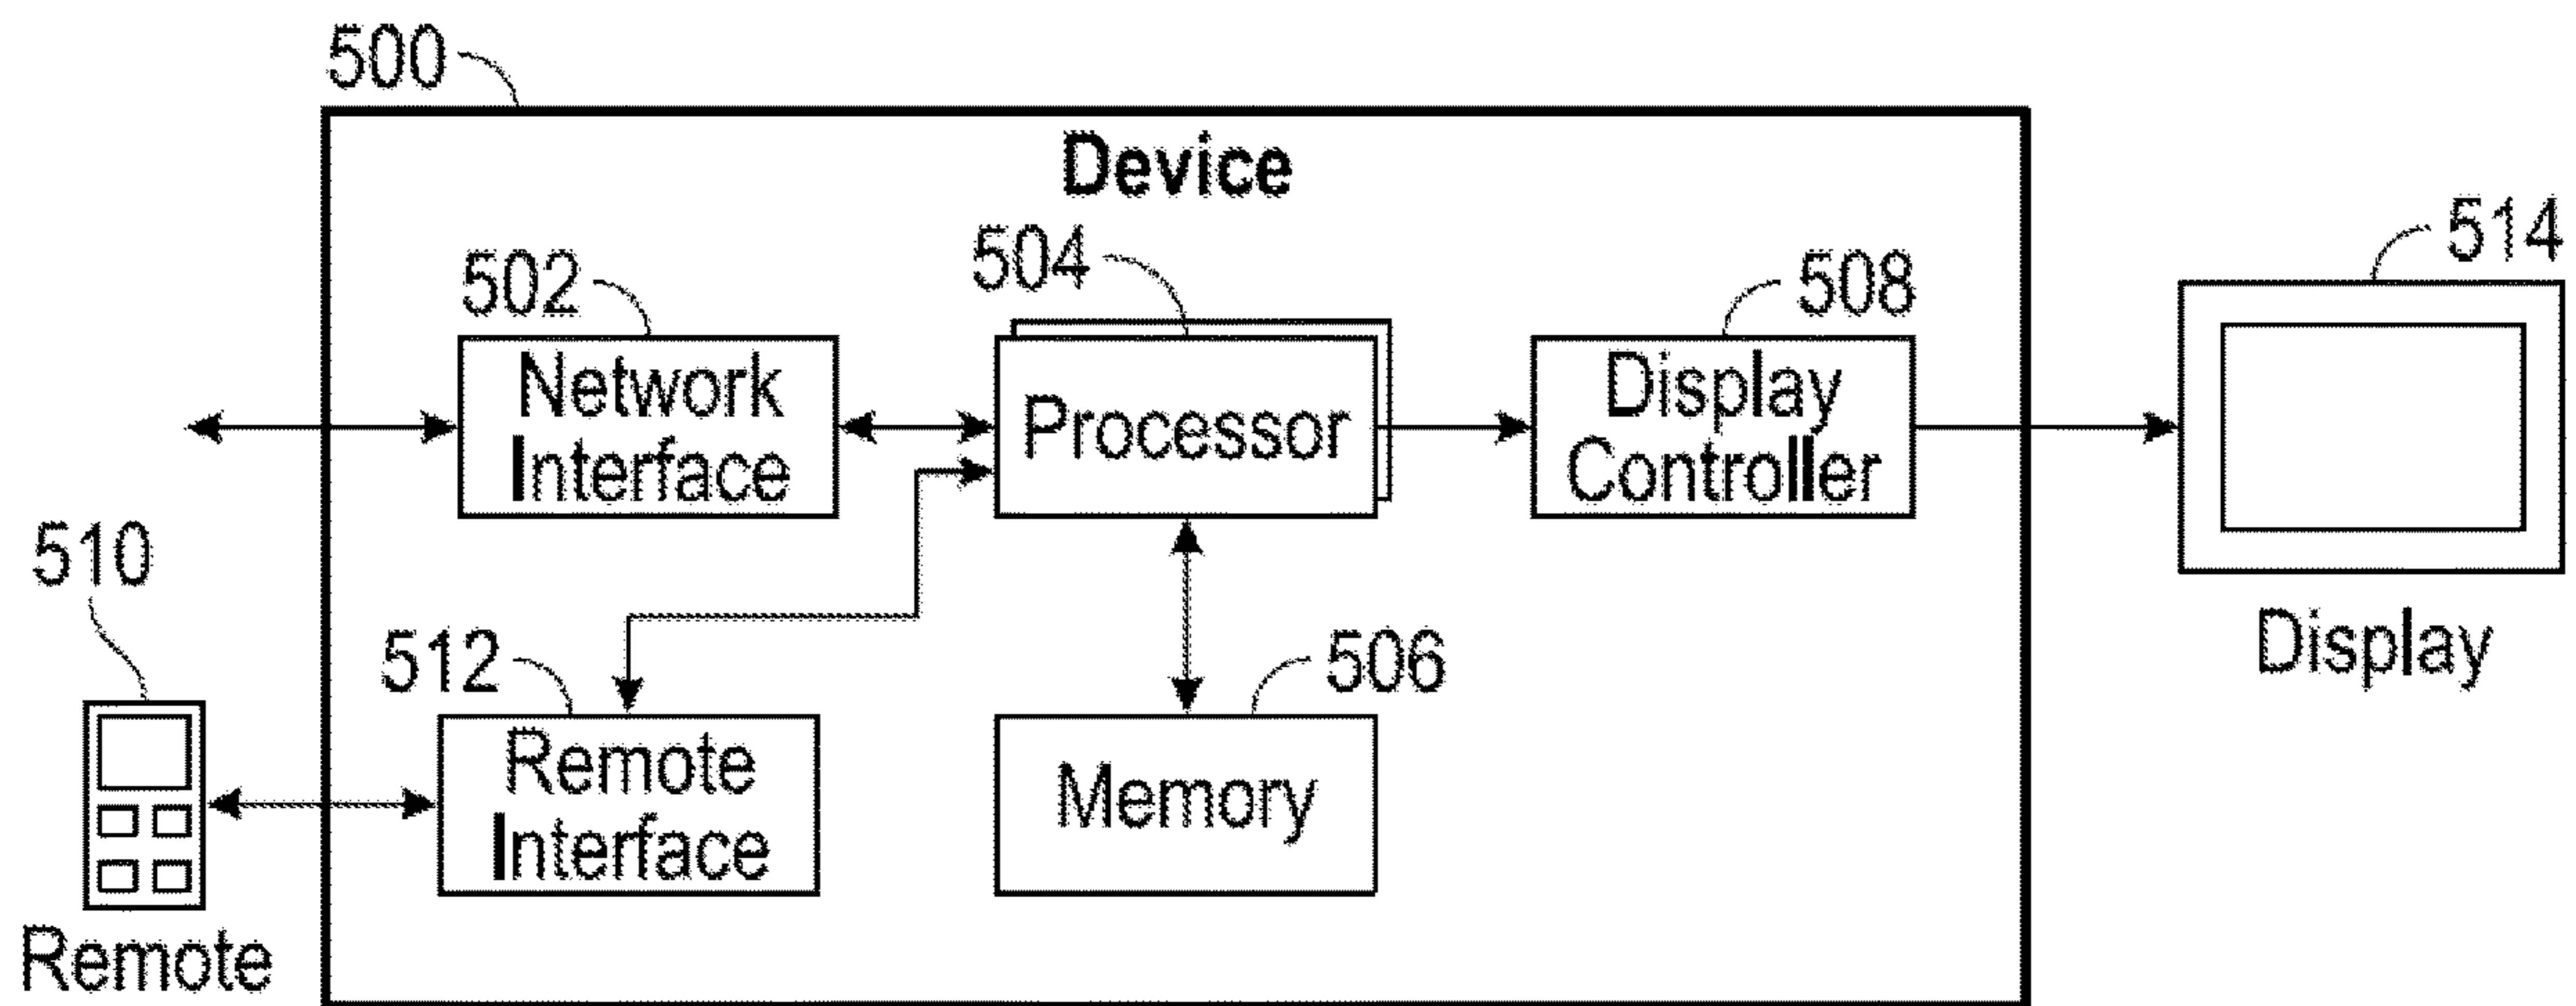 500
Device
514
502
504
508
Network
Interface
Processor
Display
Controller
510
512
506
Display
Remote
Interface
Memory
Remote